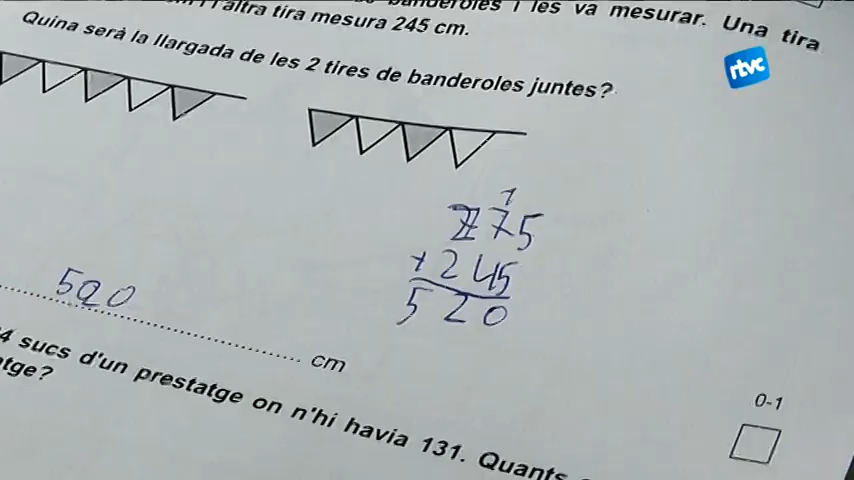 banderoles i les va mesurar. Una tira
l'altra tira mesura 245 cm.
Quina serà la llargada de les 2 tires de banderoles juntes?
rtvc
1
275
+245
520
520 cm
4 sucs d'un prestatge on n'hi havia 131. Quants
atge?
0-1